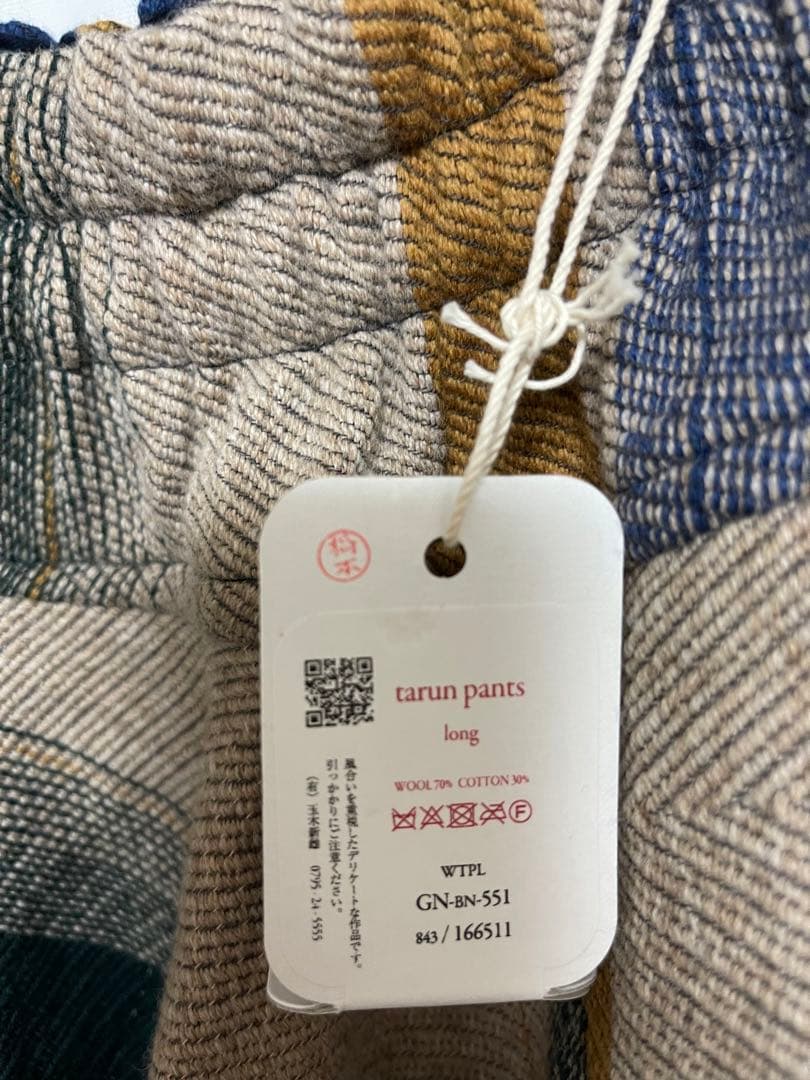 tarun pants
long
WOOL 70% COTTON 30%
F
WTPL
GN-BN-551
843 / 166511
風合いを重視したデリケートな作品です。
引っかかりにご注意ください。
(有) 玉木新雌 0795-24-5555